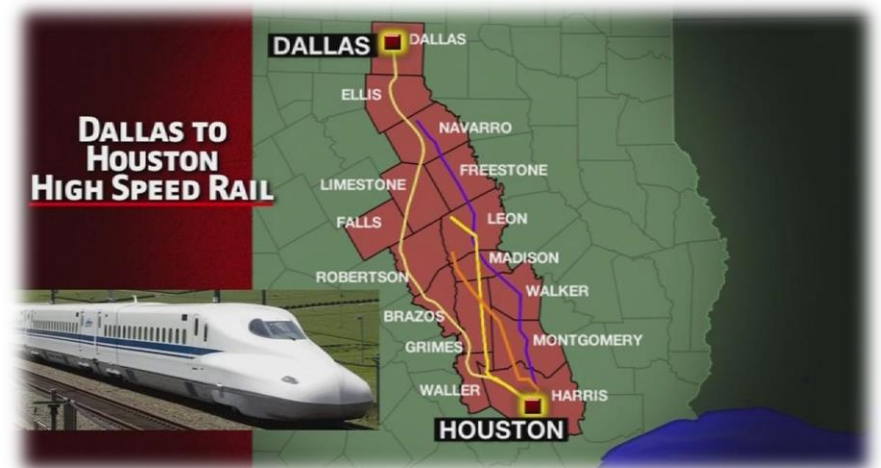 DALLAS TO
HOUSTON
HIGH SPEED RAIL
DALLAS
DALLAS
ELLIS
NAVARRO
FREESTONE
LIMESTONE
FALLS
LEON
MADISON
ROBERTSON
WALKER
BRAZOS
MONTGOMERY
GRIMES
WALLER
HARRIS
HOUSTON